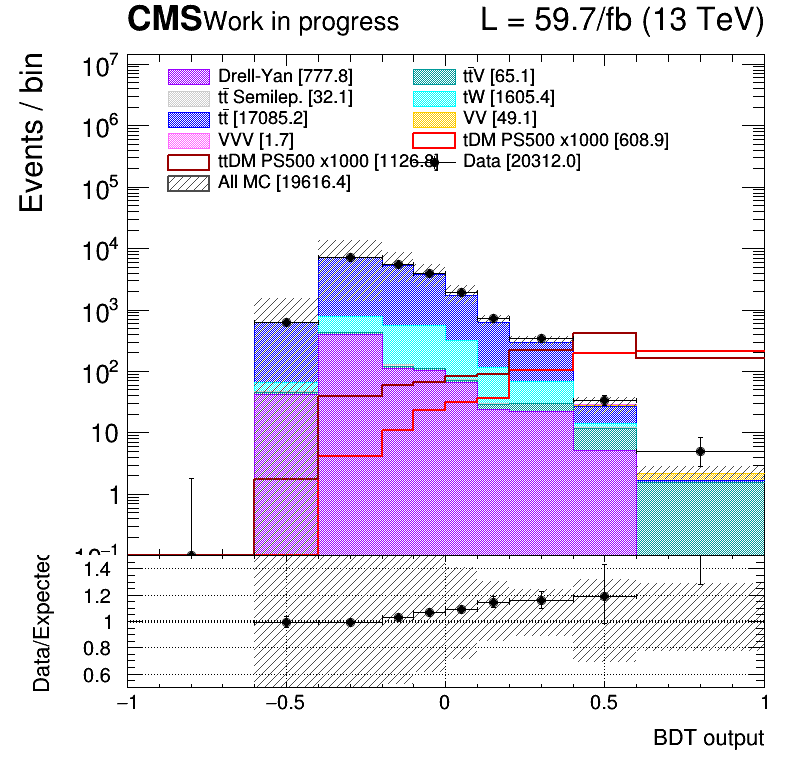 CMS Work in progress L = 59.7/fb (13 TeV)
Events / bin
Drell-Yan [777.8] tt̄V [65.1]
tt̄ Semilep. [32.1] tW [1605.4]
tt̄ [17085.2] VV [49.1]
VVV [1.7] tDM PS500 x1000 [608.9]
ttDM PS500 x1000 [1126.8] Data [20312.0]
All MC [19616.4]
10⁷
10⁶
10⁵
10⁴
10³
10²
10
1
10⁻¹
Data/Expected
1.4
1.2
1
0.8
0.6
−1 −0.5 0 0.5 1
BDT output